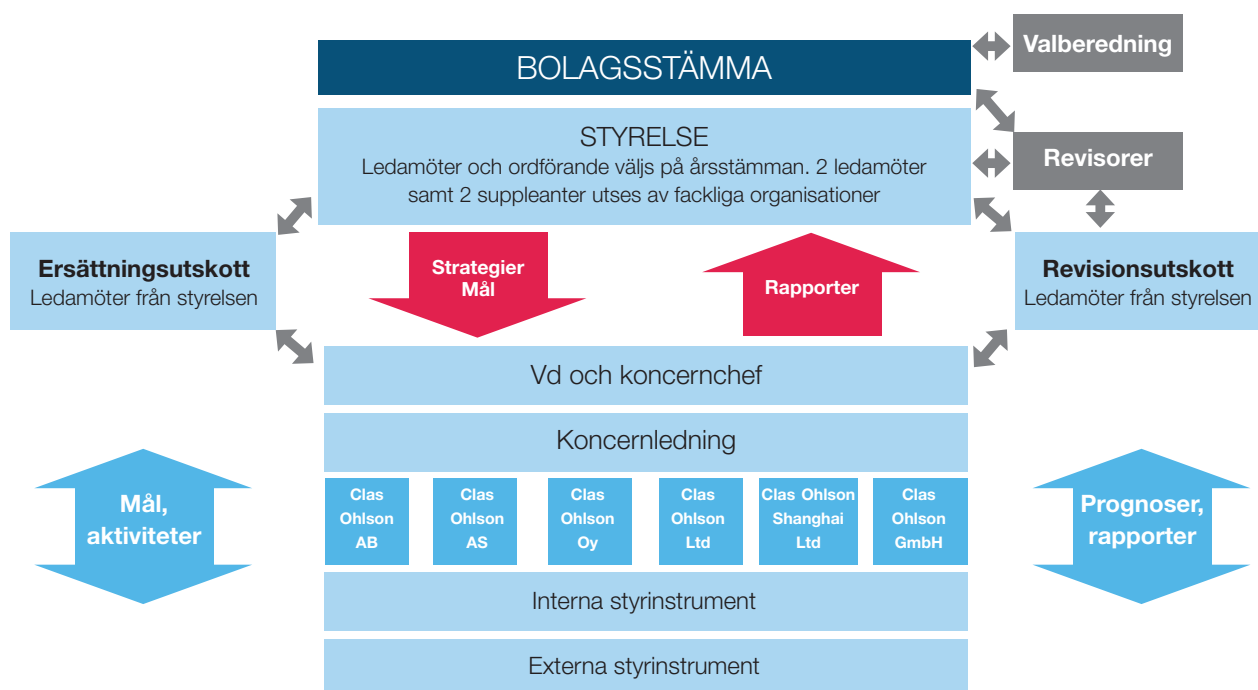 Valberedning
BOLAGSSTÄMMA
STYRELSE
Ledamöter och ordförande väljs på årsstämman. 2 ledamöter
samt 2 suppleanter utses av fackliga organisationer
Revisorer
Ersättningsutskott
Ledamöter från styrelsen
Strategier
Mål
Rapporter
Revisionsutskott
Ledamöter från styrelsen
Vd och koncernchef
Koncernledning
Mål,
aktiviteter
Clas
Ohlson
AB
Clas
Ohlson
AS
Clas
Ohlson
Oy
Clas
Ohlson
Ltd
Clas Ohlson
Shanghai
Ltd
Clas
Ohlson
GmbH
Prognoser,
rapporter
Interna styrinstrument
Externa styrinstrument